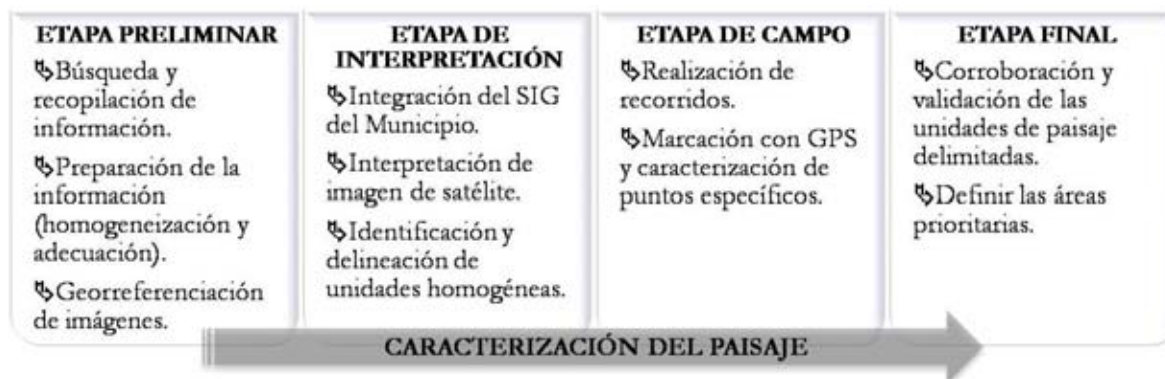 ETAPA PRELIMINAR
Búsqueda y
recopilación de
información.
Preparación de la
información
(homogeneización y
adecuación).
Georreferenciación
de imágenes.
ETAPA DE
INTERPRETACIÓN
Integración del SIG
del Municipio.
Interpretación de
imagen de satélite.
Identificación y
delineación de
unidades homogéneas.
ETAPA DE CAMPO
Realización de
recorridos.
Marcación con GPS
y caracterización de
puntos específicos.
ETAPA FINAL
Corroboración y
validación de las
unidades de paisaje
delimitadas.
Definir las áreas
prioritarias.
CARACTERIZACIÓN DEL PAISAJE